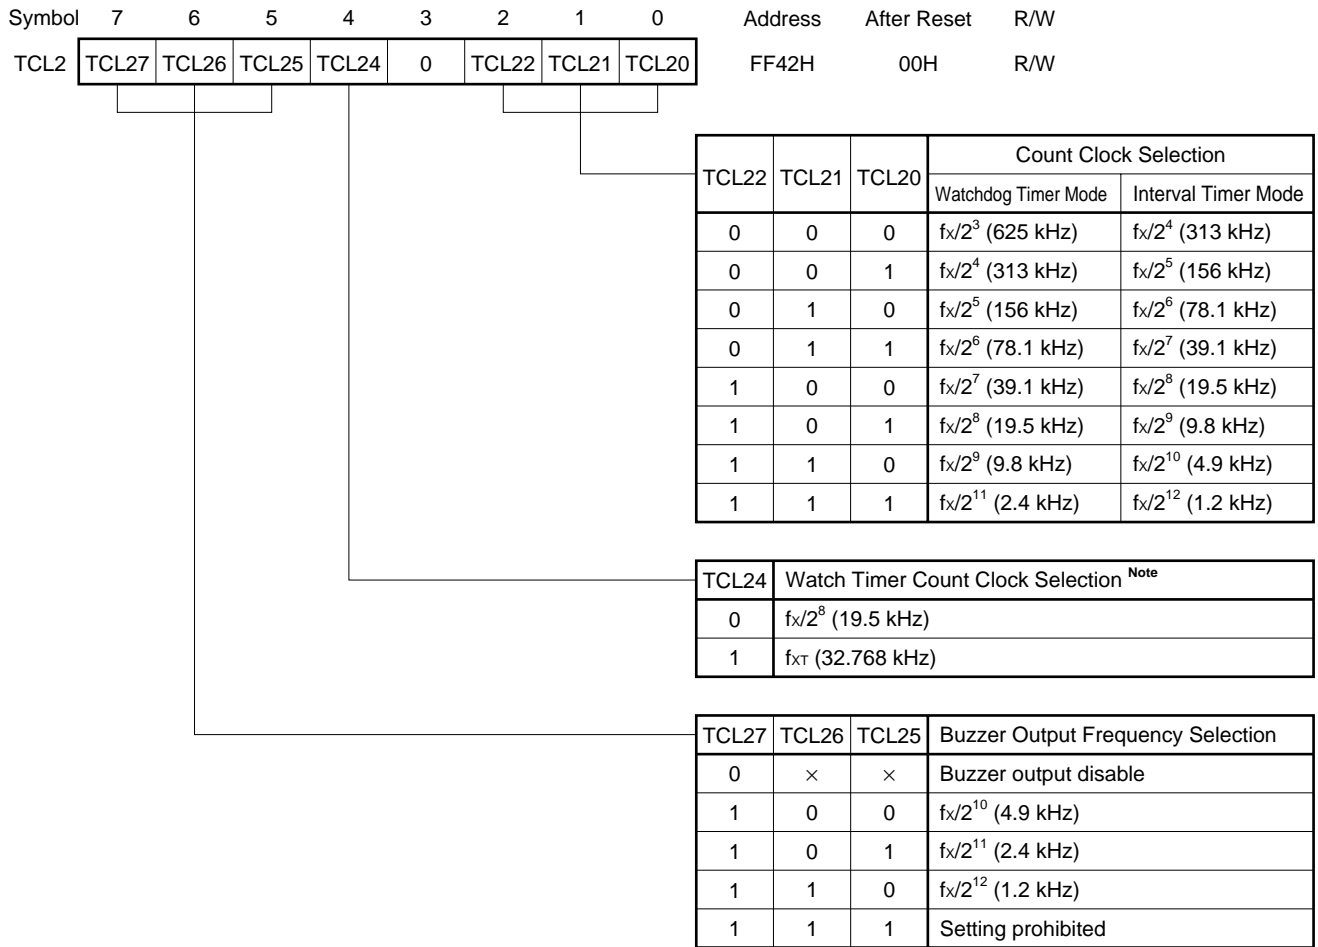 Symbol 7 6 5 4 3 2 1 0 Address After Reset R/W
TCL2 TCL27 TCL26 TCL25 TCL24 0 TCL22 TCL21 TCL20 FF42H 00H R/W
TCL22 TCL21 TCL20 Count Clock Selection
Watchdog Timer Mode Interval Timer Mode
0 0 0 fX/2^3 (625 kHz) fX/2^4 (313 kHz)
0 0 1 fX/2^4 (313 kHz) fX/2^5 (156 kHz)
0 1 0 fX/2^5 (156 kHz) fX/2^6 (78.1 kHz)
0 1 1 fX/2^6 (78.1 kHz) fX/2^7 (39.1 kHz)
1 0 0 fX/2^7 (39.1 kHz) fX/2^8 (19.5 kHz)
1 0 1 fX/2^8 (19.5 kHz) fX/2^9 (9.8 kHz)
1 1 0 fX/2^9 (9.8 kHz) fX/2^10 (4.9 kHz)
1 1 1 fX/2^11 (2.4 kHz) fX/2^12 (1.2 kHz)
TCL24 Watch Timer Count Clock Selection Note
0 fX/2^8 (19.5 kHz)
1 fXT (32.768 kHz)
TCL27 TCL26 TCL25 Buzzer Output Frequency Selection
0 × × Buzzer output disable
1 0 0 fX/2^10 (4.9 kHz)
1 0 1 fX/2^11 (2.4 kHz)
1 1 0 fX/2^12 (1.2 kHz)
1 1 1 Setting prohibited